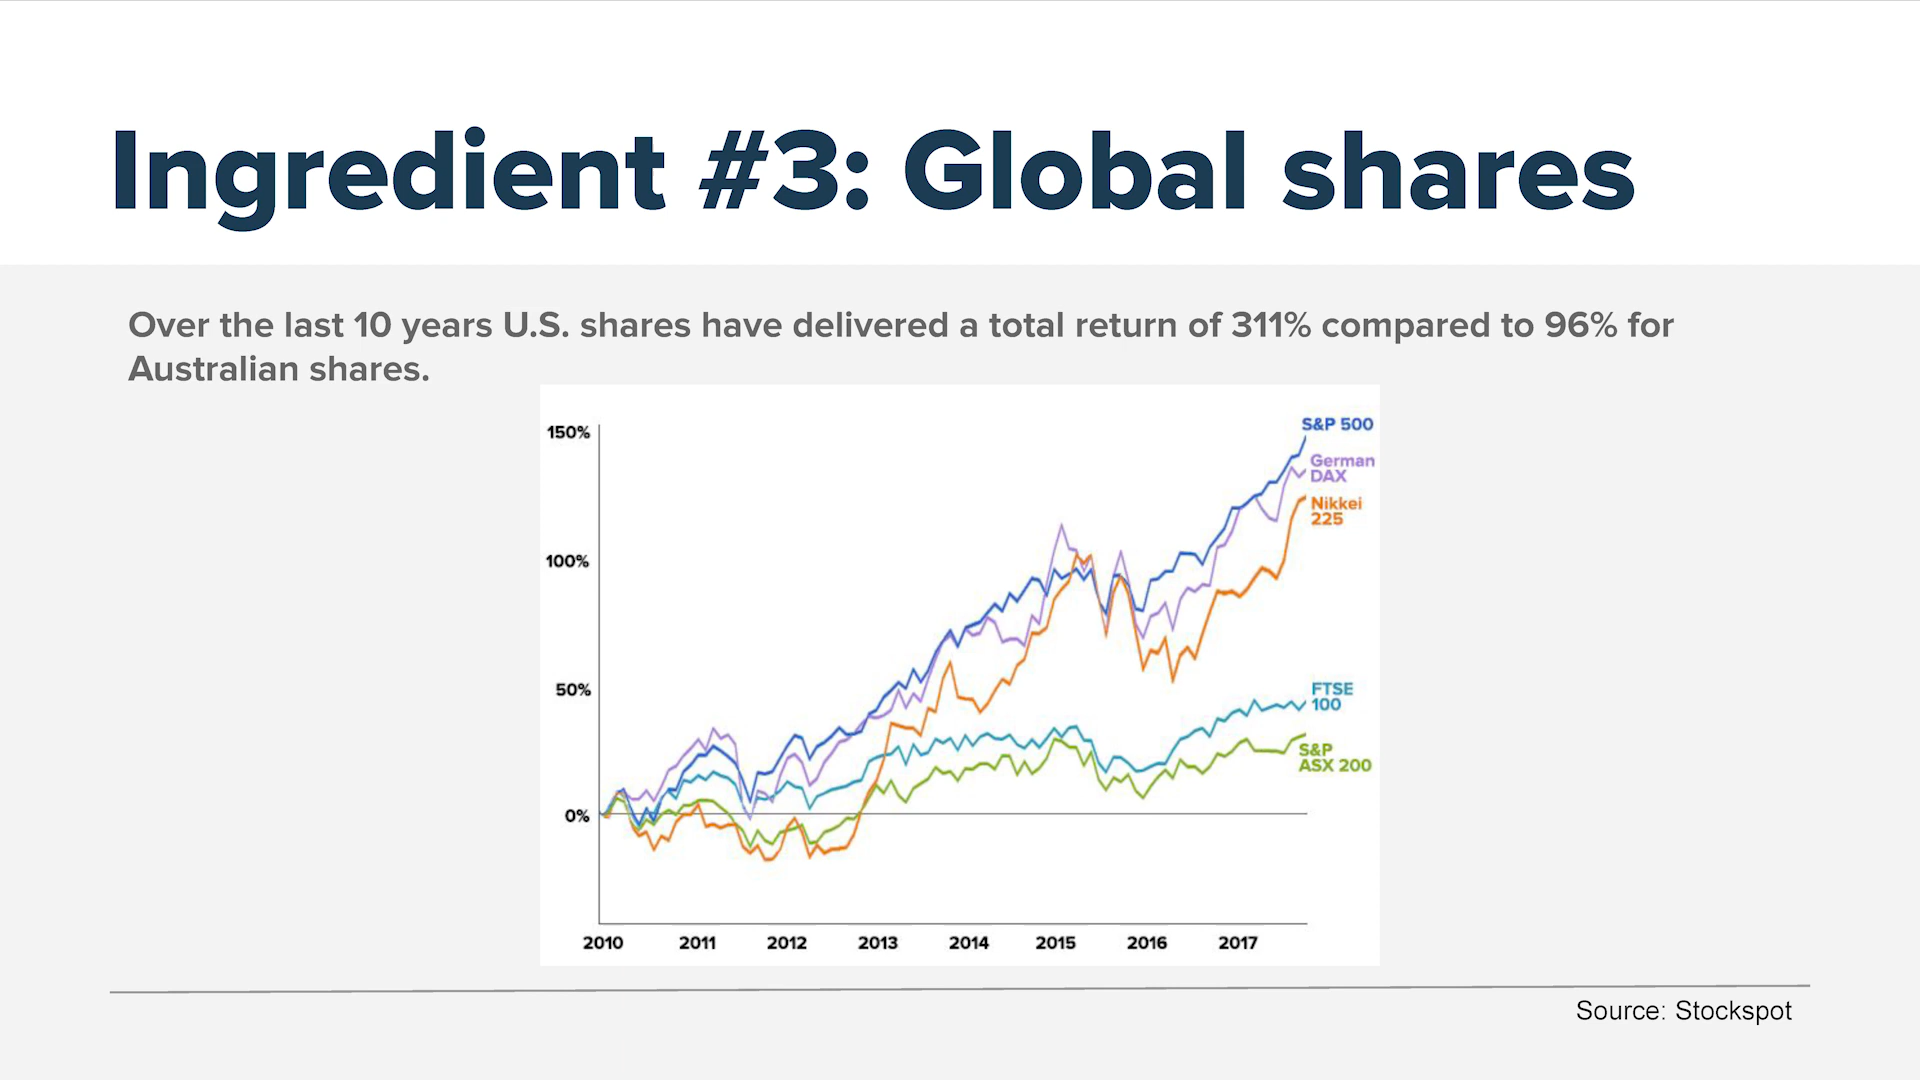 Ingredient #3: Global shares
Over the last 10 years U.S. shares have delivered a total return of 311% compared to 96% for
Australian shares.
150%
100%
50%
0%
S&P 500
German
DAX
Nikkei
225
FTSE
100
S&P
ASX 200
2010 2011 2012 2013 2014 2015 2016 2017
Source: Stockspot